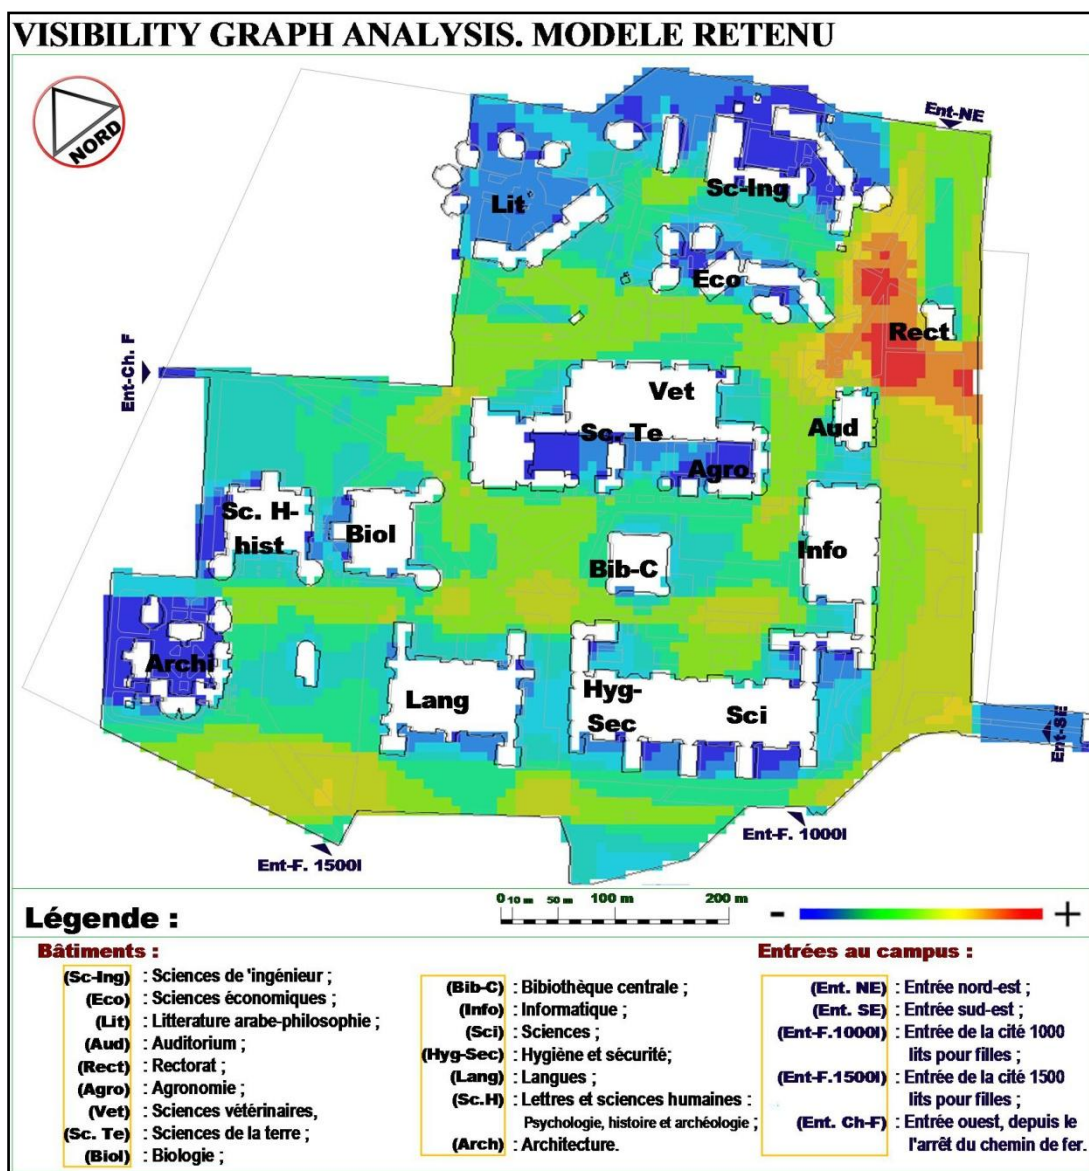 VISIBILITY GRAPH ANALYSIS. MODELE RETENU
NORD
Ent-NE
Sc-Ing
Lit
Eco
Rect
Ent-Ch. F
Vet
Sc. Te
Aud
Agro
Sc. H-
hist
Biol
Info
Bib-C
Archi
Lang
Hyg-
Sec
Sci
Ent-SE
Ent-F. 1000l
Ent-F. 1500l
Légende :
0 10 m 50 m 100 m 200 m
- +
Bâtiments :
(Sc-Ing) : Sciences de 'ingénieur ;
(Eco) : Sciences économiques ;
(Lit) : Litterature arabe-philosophie ;
(Aud) : Auditorium ;
(Rect) : Rectorat ;
(Agro) : Agronomie ;
(Vet) : Sciences vétérinaires,
(Sc. Te) : Sciences de la terre ;
(Biol) : Biologie ;
(Bib-C) : Bibiothèque centrale ;
(Info) : Informatique ;
(Sci) : Sciences ;
(Hyg-Sec) : Hygiène et sécurité;
(Lang) : Langues ;
(Sc.H) : Lettres et sciences humaines :
Psychologie, histoire et archéologie ;
(Arch) : Architecture.
Entrées au campus :
(Ent. NE) : Entrée nord-est ;
(Ent. SE) : Entrée sud-est ;
(Ent-F.1000l) : Entrée de la cité 1000
lits pour filles ;
(Ent-F.1500l) : Entrée de la cité 1500
lits pour filles ;
(Ent. Ch-F) : Entrée ouest, depuis le
l'arrêt du chemin de fer.